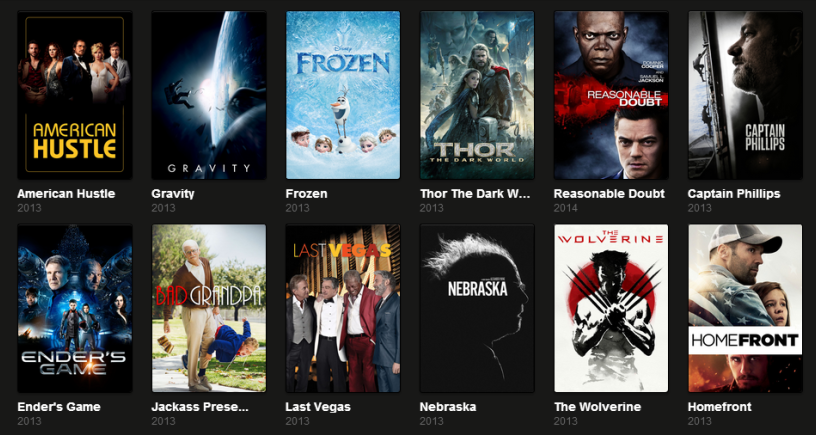 AMERICAN
HUSTLE
GRAVITY
Disney
FROZEN
THOR
THE DARK WORLD
DOMINIC
COOPER
AND
SAMUEL L.
JACKSON
REASONABLE
DOUBT
CAPTAIN
PHILLIPS
American Hustle
Gravity
Frozen
Thor The Dark W...
Reasonable Doubt
Captain Phillips
2013
2013
2013
2013
2014
2013
ENDER'S
GAME
BAD GRANDPA
LAST VEGAS
NEBRASKA
THE
WOLVERINE
HOMEFRONT
Ender's Game
Jackass Prese...
Last Vegas
Nebraska
The Wolverine
Homefront
2013
2013
2013
2013
2013
2013